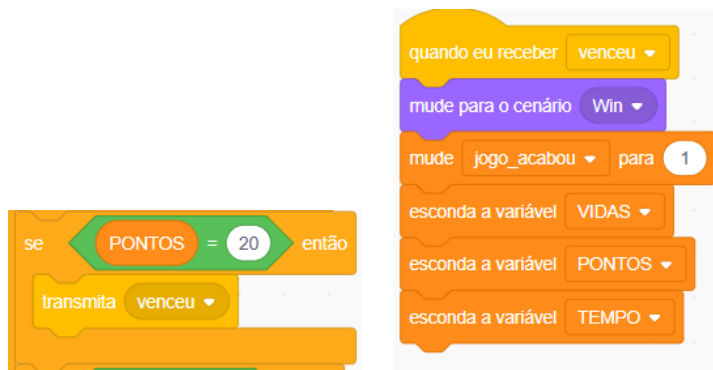 se PONTOS = 20 então
transmita venceu
quando eu receber venceu
mude para o cenário Win
mude jogo_acabou para 1
esconda a variável VIDAS
esconda a variável PONTOS
esconda a variável TEMPO